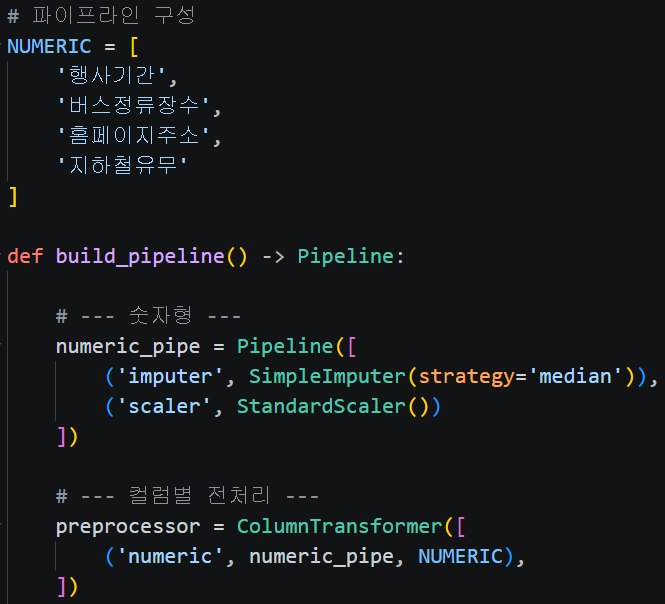 # 파이프라인 구성
NUMERIC = [
    '행사기간',
    '버스정류장수',
    '홈페이지주소',
    '지하철유무'
]
def build_pipeline() -> Pipeline:
    # --- 숫자형 ---
    numeric_pipe = Pipeline([
        ('imputer', SimpleImputer(strategy='median')),
        ('scaler', StandardScaler())
    ])
    # --- 컬럼별 전처리 ---
    preprocessor = ColumnTransformer([
        ('numeric', numeric_pipe, NUMERIC),
    ])